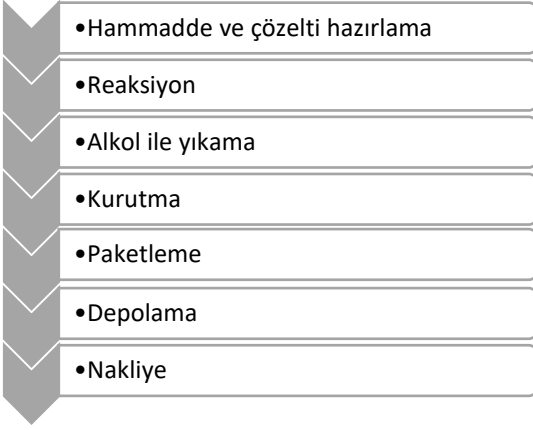 •Hammadde ve çözelti hazırlama
•Reaksiyon
•Alkol ile yıkama
•Kurutma
•Paketleme
•Depolama
•Nakliye